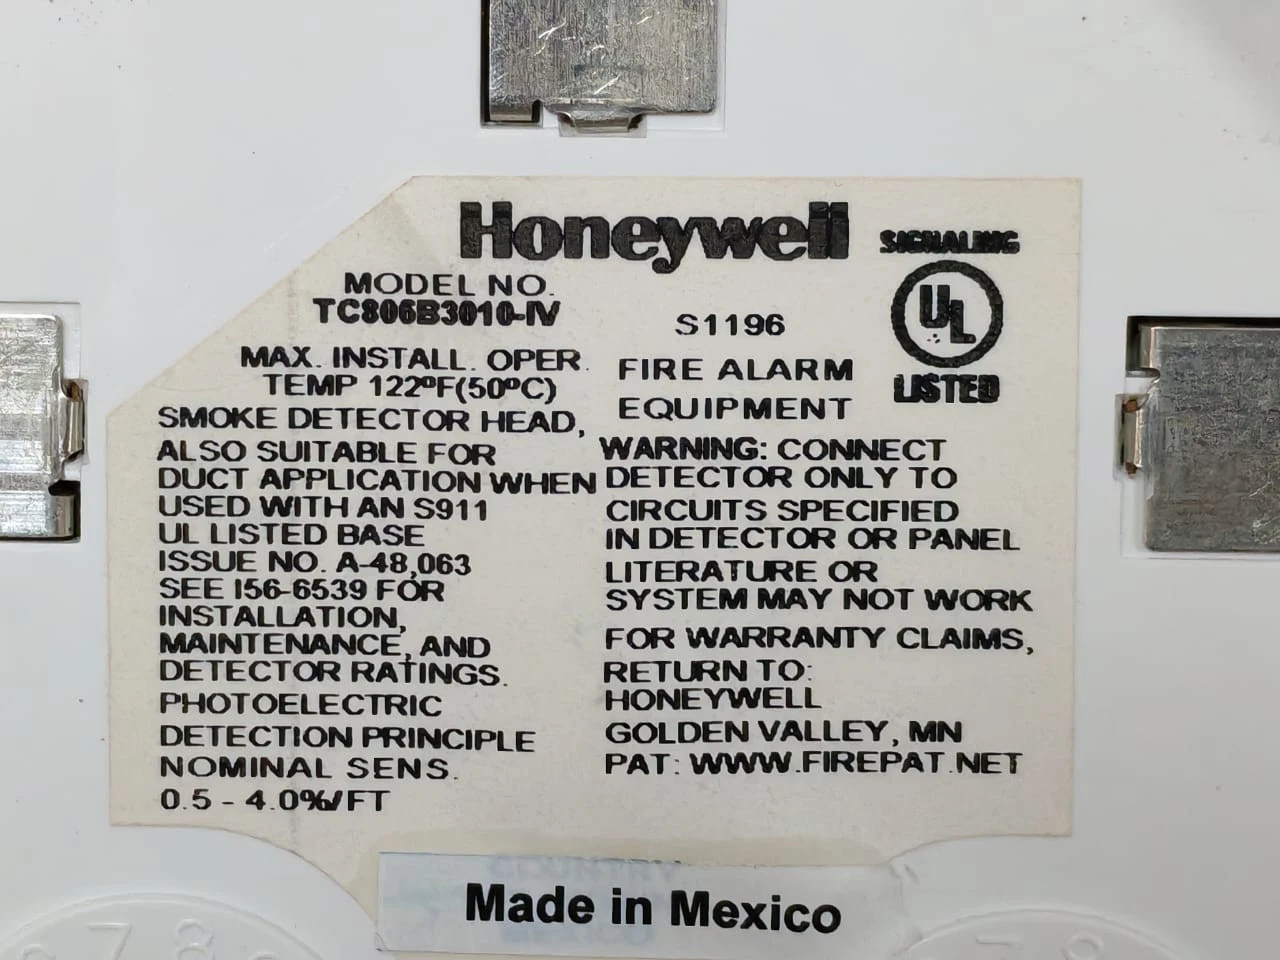 Honeywell
SIGNALING
UL
LISTED
MODEL NO.
TC806B3010-IV
S1196
MAX. INSTALL. OPER.
TEMP 122ºF(50ºC)
FIRE ALARM
EQUIPMENT
SMOKE DETECTOR HEAD,
ALSO SUITABLE FOR
DUCT APPLICATION WHEN
USED WITH AN S911
UL LISTED BASE
ISSUE NO. A-48,063
SEE I56-6539 FOR
INSTALLATION,
MAINTENANCE, AND
DETECTOR RATINGS.
PHOTOELECTRIC
DETECTION PRINCIPLE
NOMINAL SENS.
0.5 - 4.0%/FT
WARNING: CONNECT
DETECTOR ONLY TO
CIRCUITS SPECIFIED
IN DETECTOR OR PANEL
LITERATURE OR
SYSTEM MAY NOT WORK
FOR WARRANTY CLAIMS,
RETURN TO:
HONEYWELL
GOLDEN VALLEY, MN
PAT: WWW.FIREPAT.NET
Made in Mexico
7 8